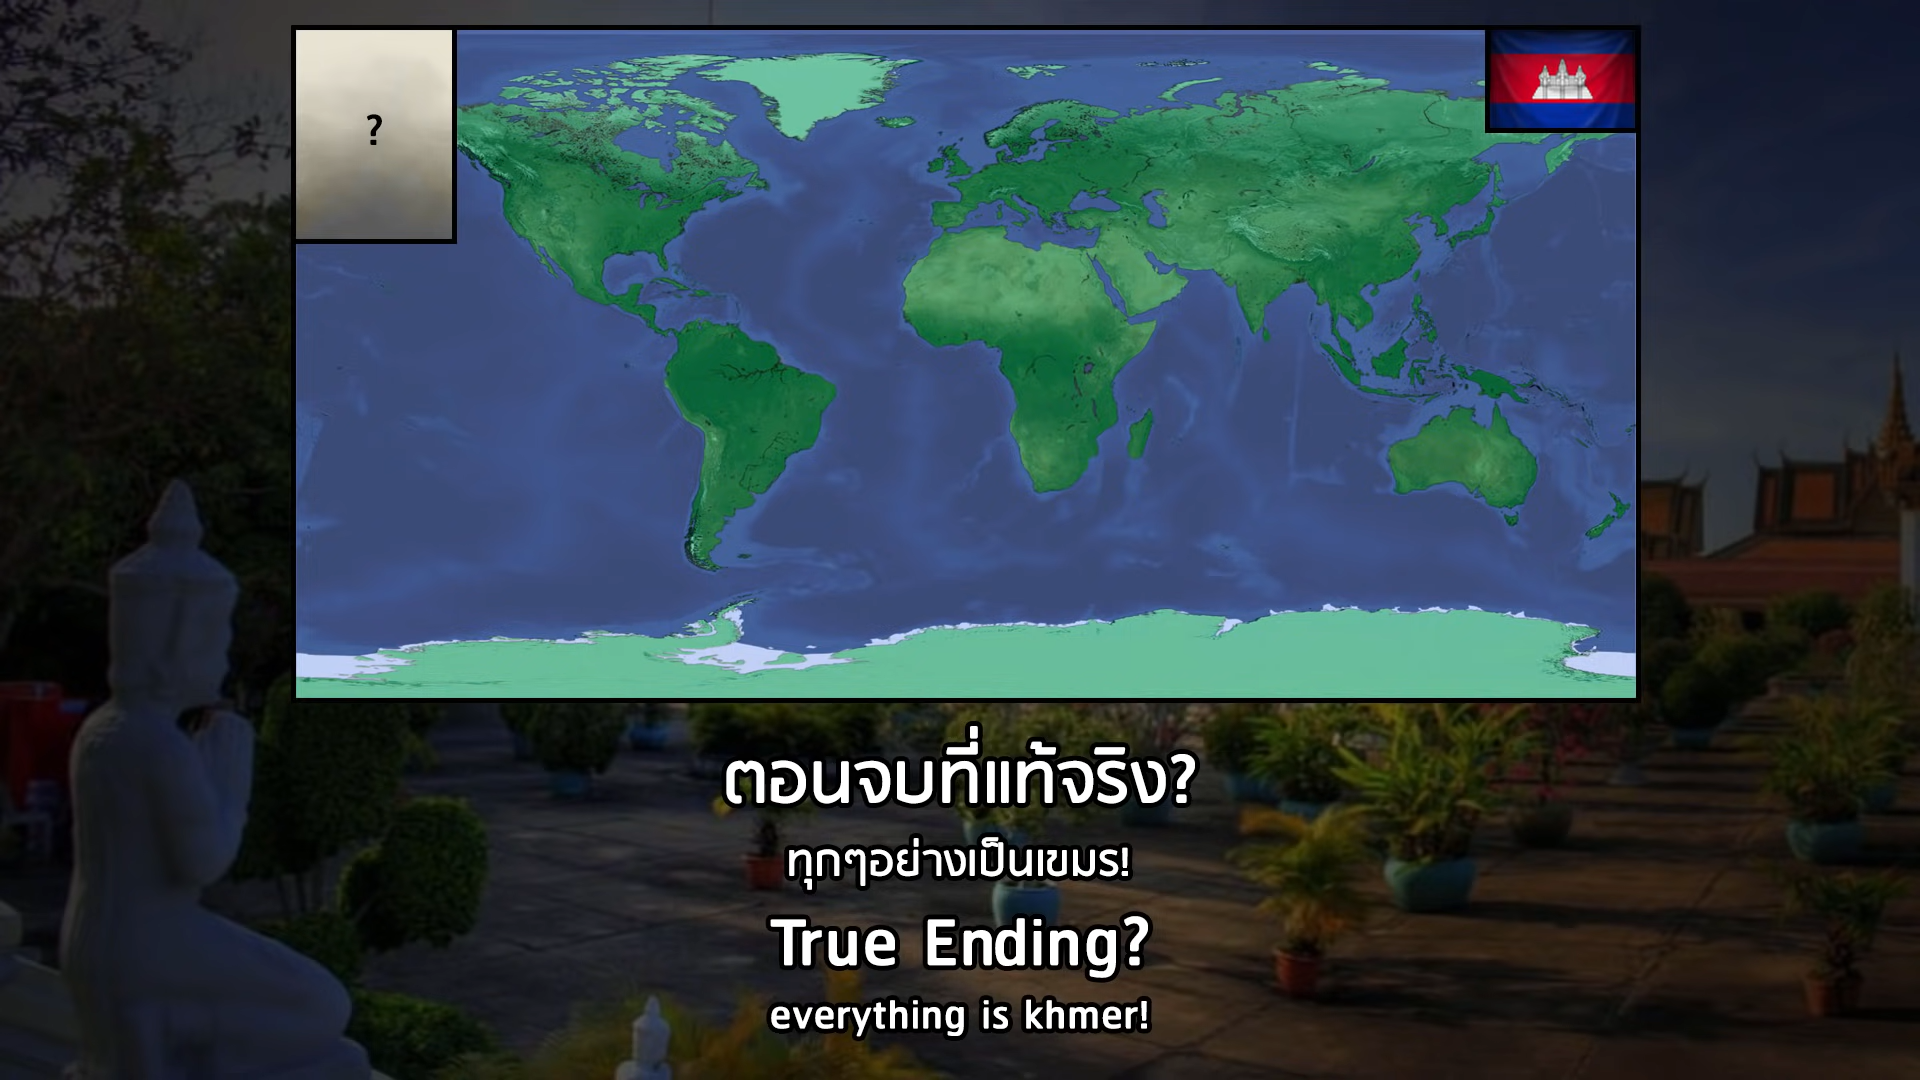 ?
ตอนจบที่แท้จริง?
ทุกๆอย่างเป็นเขมร!
True Ending?
everything is khmer!